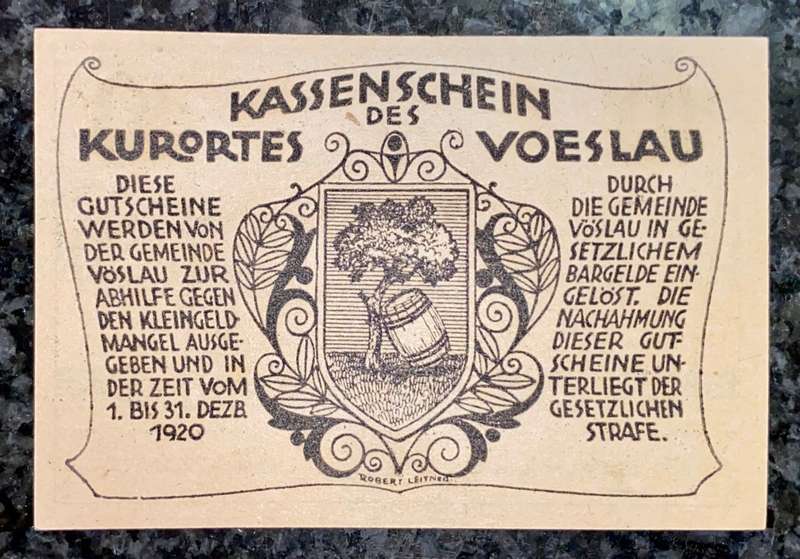 KASSENSCHEIN
DES
KURORTES VOESLAU
DIESE
GUTSCHEINE
WERDEN VON
DER GEMEINDE
VÖSLAU ZUR
ABHILFE GEGEN
DEN KLEINGELD-
MANGEL AUSGE-
GEBEN UND IN
DER ZEIT VOM
1. BIS 31. DEZB.
1920
DURCH
DIE GEMEINDE
VÖSLAU IN GE-
SETZLICHEM
BARGELDE EIN-
GELÖST. DIE
NACHAHMUNG
DIESER GUT-
SCHEINE UN-
TERLIEGT DER
GESETZLICHEN
STRAFE.
ROBERT LEITNER